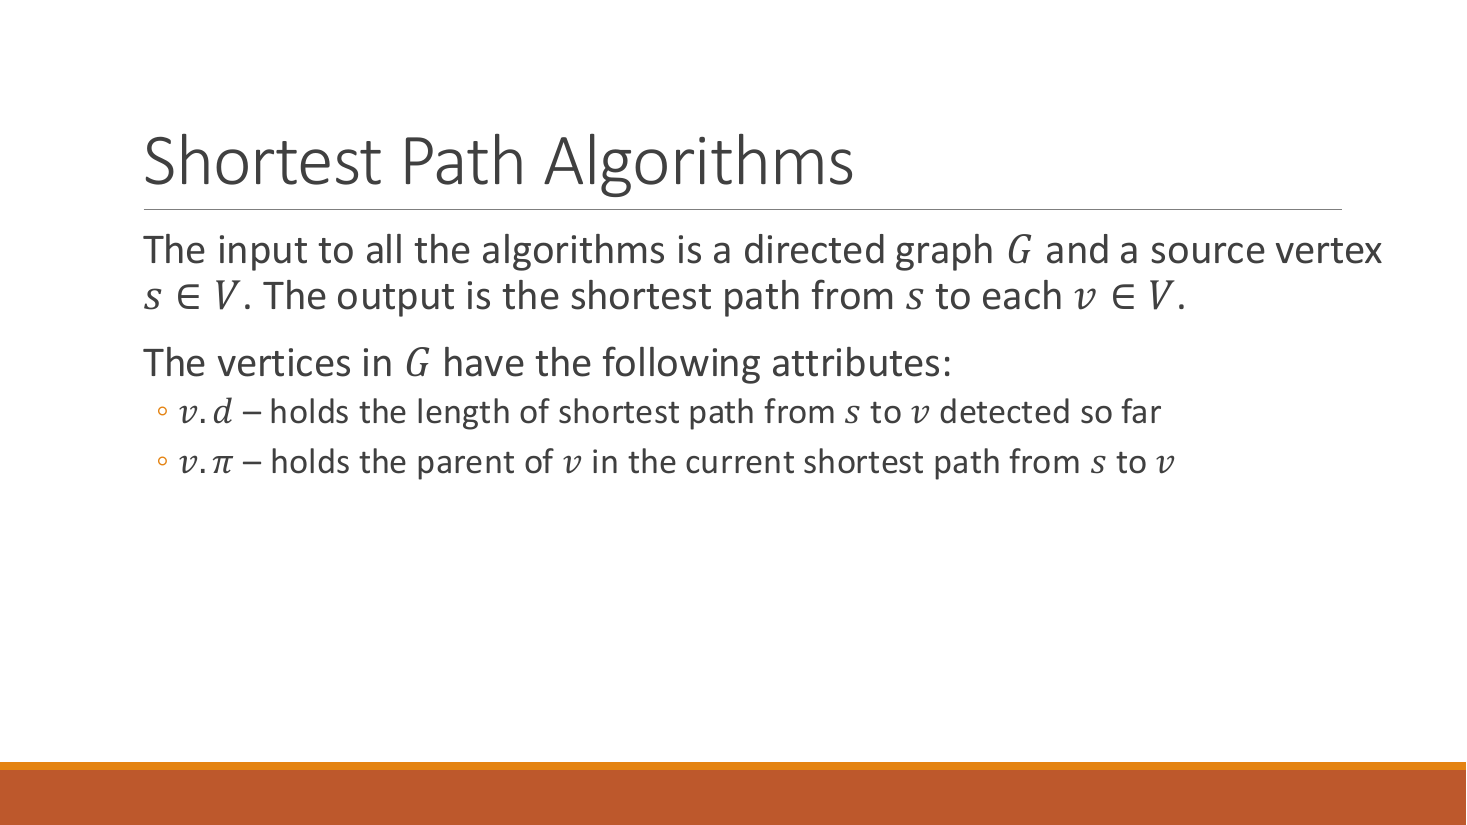 Shortest Path Algorithms
The input to all the algorithms is a directed graph 𝐺 and a source vertex
𝑠 ∈ 𝑉. The output is the shortest path from 𝑠 to each 𝑣 ∈ 𝑉.
The vertices in 𝐺 have the following attributes:
◦ 𝑣.𝑑 – holds the length of shortest path from 𝑠 to 𝑣 detected so far
◦ 𝑣.𝜋 – holds the parent of 𝑣 in the current shortest path from 𝑠 to 𝑣